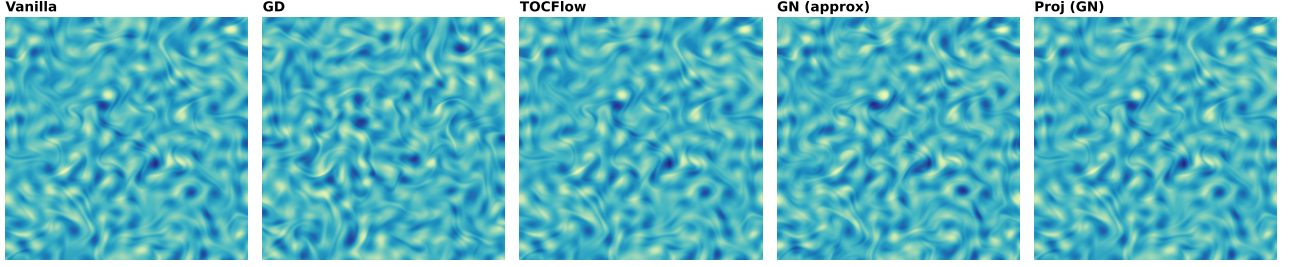 Vanilla
GD
TOCFlow
GN (approx)
Proj (GN)